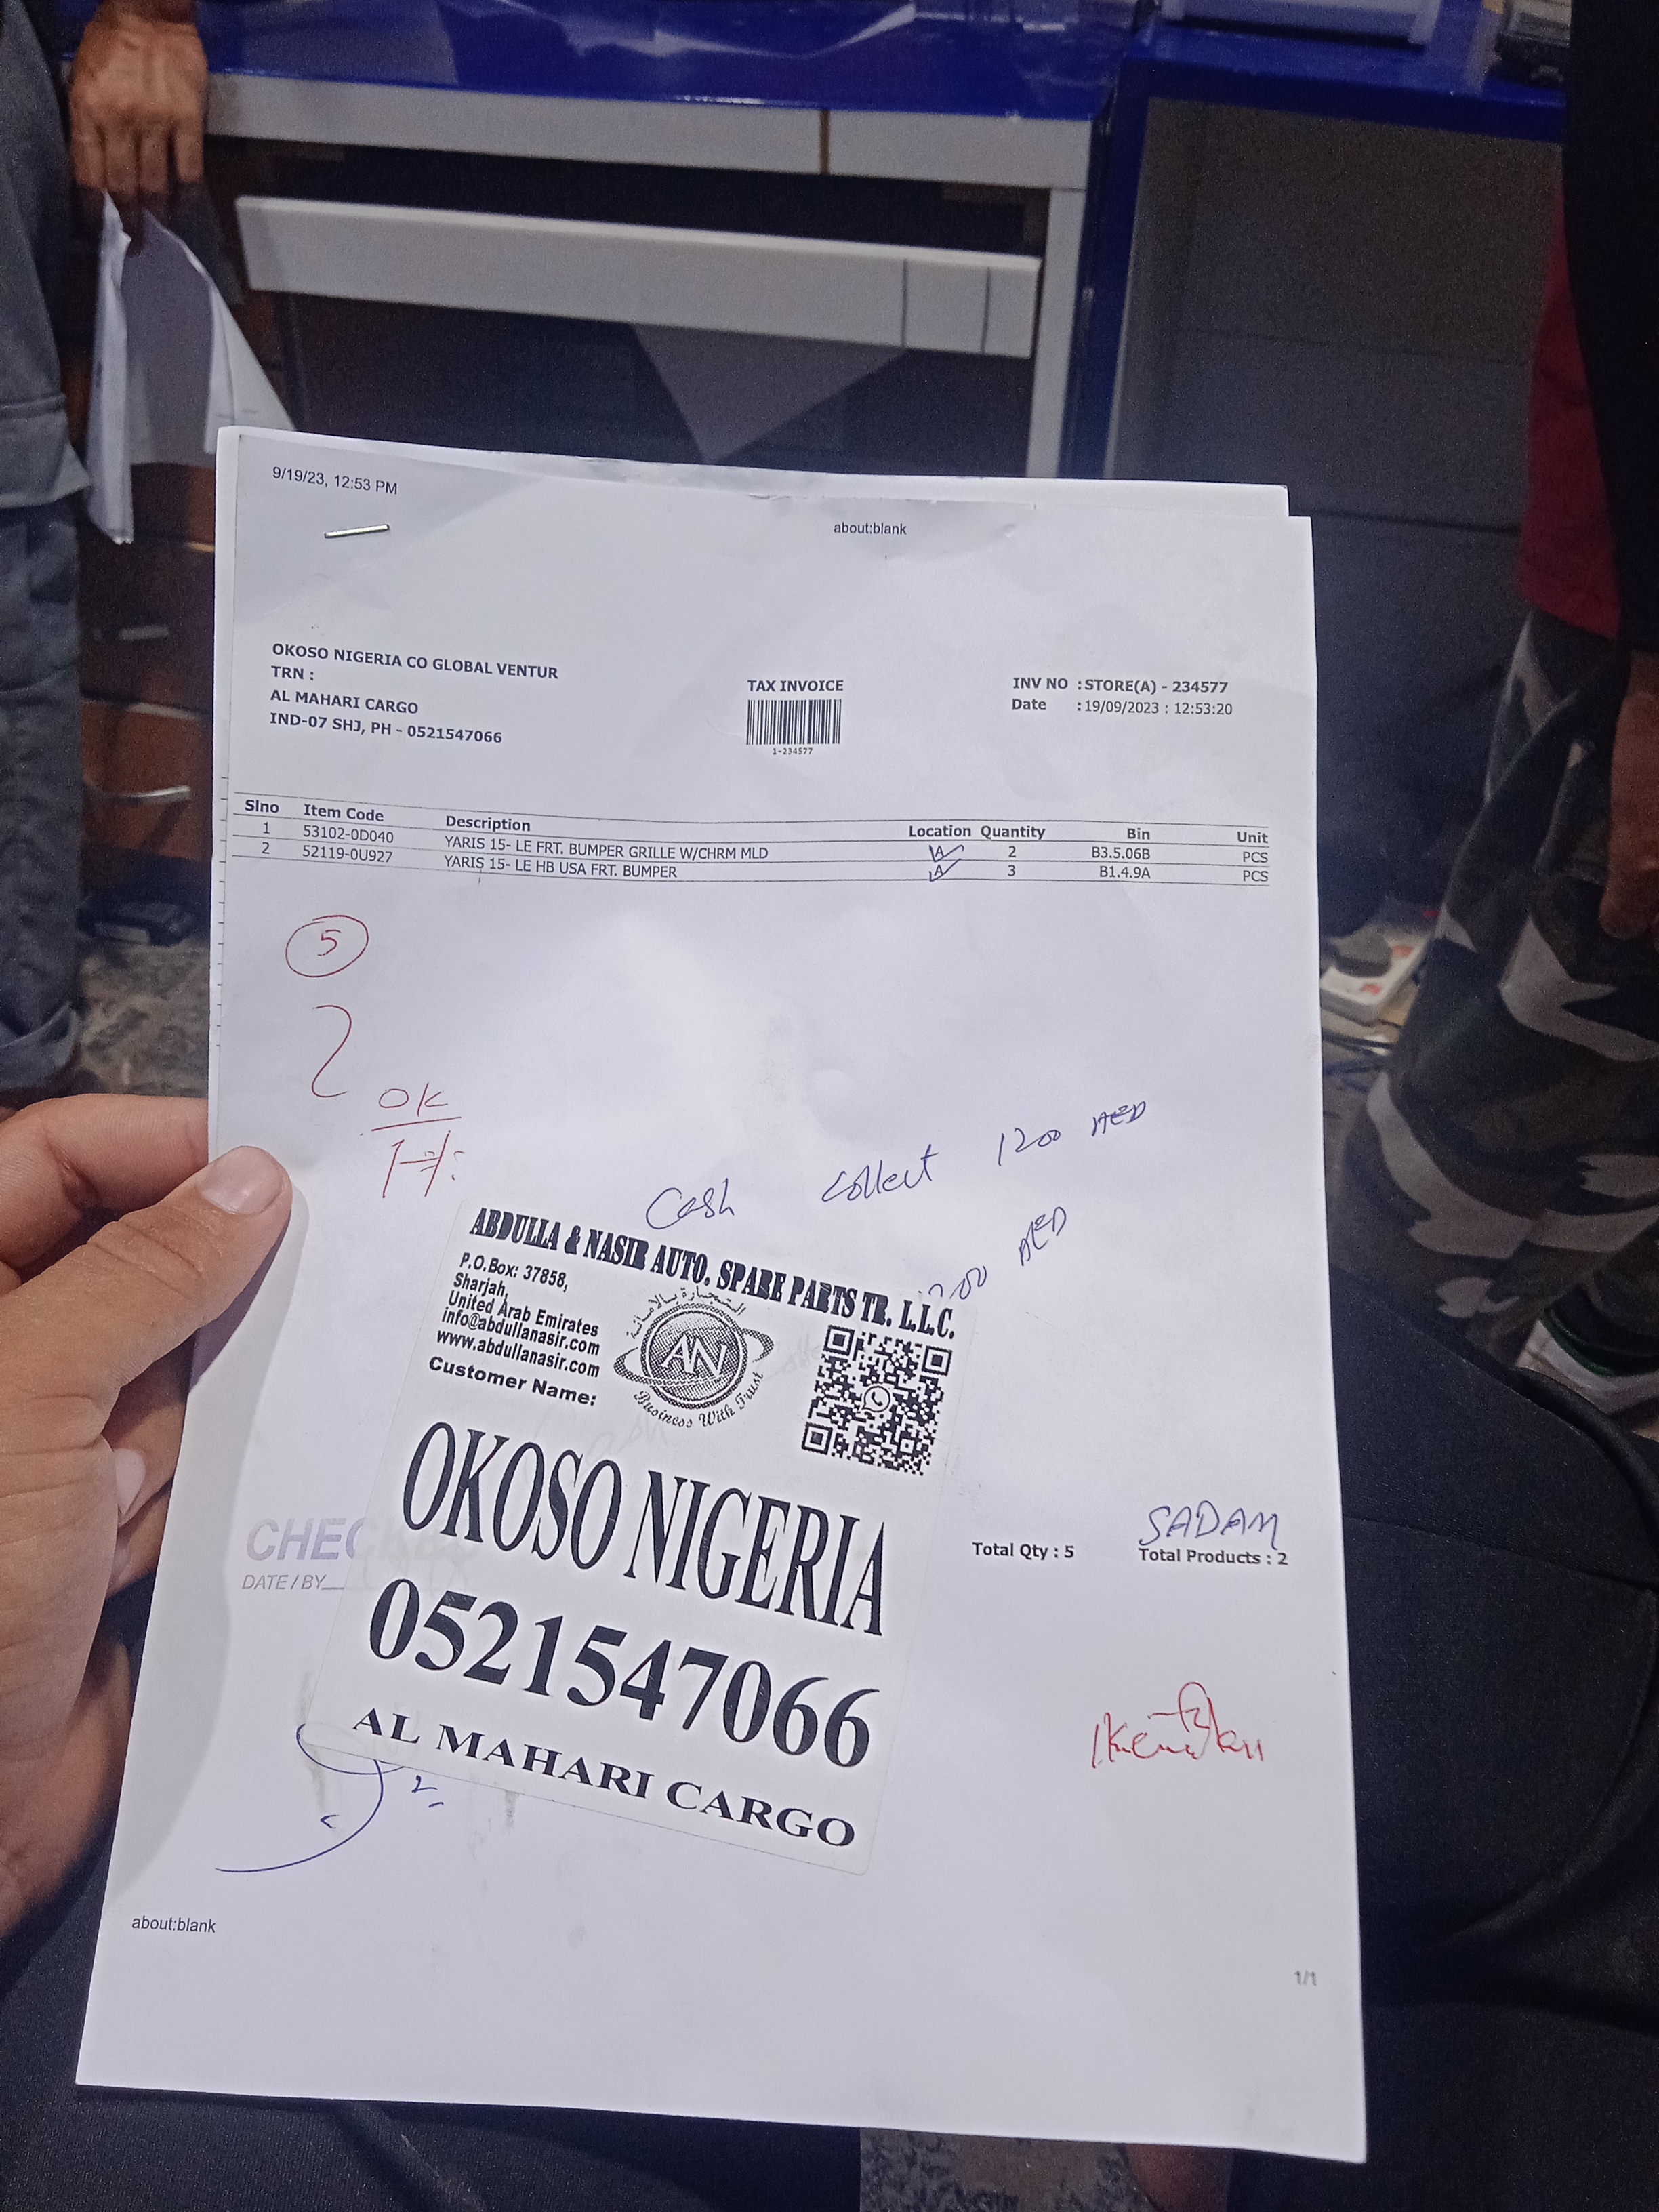 9/19/23, 12:53 PM
about:blank
OKOSO NIGERIA CO GLOBAL VENTUR
TRN :
AL MAHARI CARGO
IND-07 SHJ, PH - 0521547066
TAX INVOICE
1-234577
INV NO : STORE(A) - 234577
Date : 19/09/2023 : 12:53:20
Slno Item Code Description Location Quantity Bin Unit
1 53102-0D040 YARIS 15- LE FRT. BUMPER GRILLE W/CHRM MLD A 2 B3.5.06B PCS
2 52119-0U927 YARIS 15- LE HB USA FRT. BUMPER A 3 B1.4.9A PCS
5
OK
Cash Collect 1200 AED
AED
ABDULLA & NASIR AUTO. SPARE PARTS TR. L.L.C.
P.O.Box: 37858,
Sharjah,
United Arab Emirates
info@abdullanasir.com
www.abdullanasir.com
Customer Name:
التجارة بالأمانة
AN
Business With Trust
OKOSO NIGERIA
0521547066
AL MAHARI CARGO
CHEC
DATE / BY
SADAM
Total Qty : 5 Total Products : 2
2
about:blank
1/1